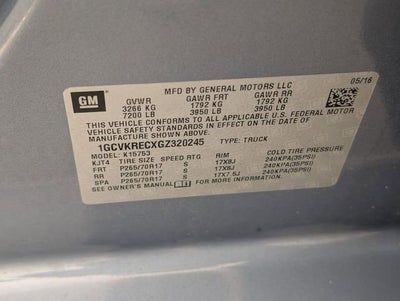 GM
MFD BY GENERAL MOTORS LLC
05/16
GVWR GAWR FRT GAWR RR
3266 KG 1792 KG 1792 KG
7200 LB 3950 LB 3950 LB
THIS VEHICLE CONFORMS TO ALL APPLICABLE U.S. FEDERAL MOTOR
VEHICLE SAFETY STANDARDS IN EFFECT ON THE DATE OF
MANUFACTURE SHOWN ABOVE.
1GCVKRECXGZ320245 TYPE: TRUCK
MODEL: K15753
KJT4 TIRE SIZE SPEED RTG RIM COLD TIRE PRESSURE
FRT P265/70R17 S 17X8J 240KPA(35PSI)
RR P265/70R17 S 17X8J 240KPA(35PSI)
SPA P265/70R17 S 17X7.5J 240KPA(35PSI)
SEE OWNER'S MANUAL FOR ADDITIONAL INFORMATION.